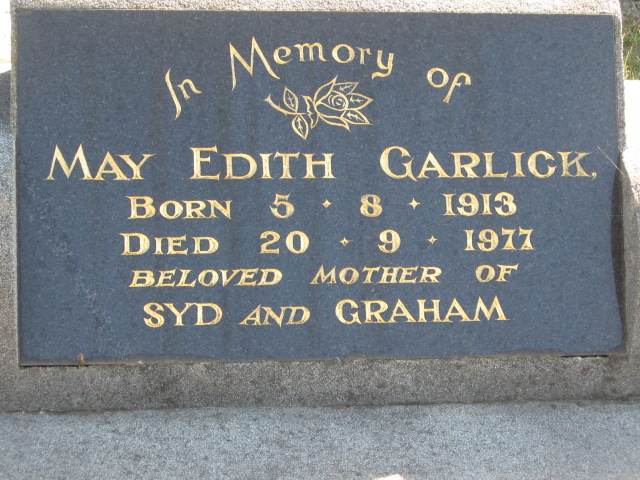 In Memory of
MAY EDITH GARLICK,
BORN 5 · 8 · 1913
DIED 20 · 9 · 1977
BELOVED MOTHER OF
SYD AND GRAHAM